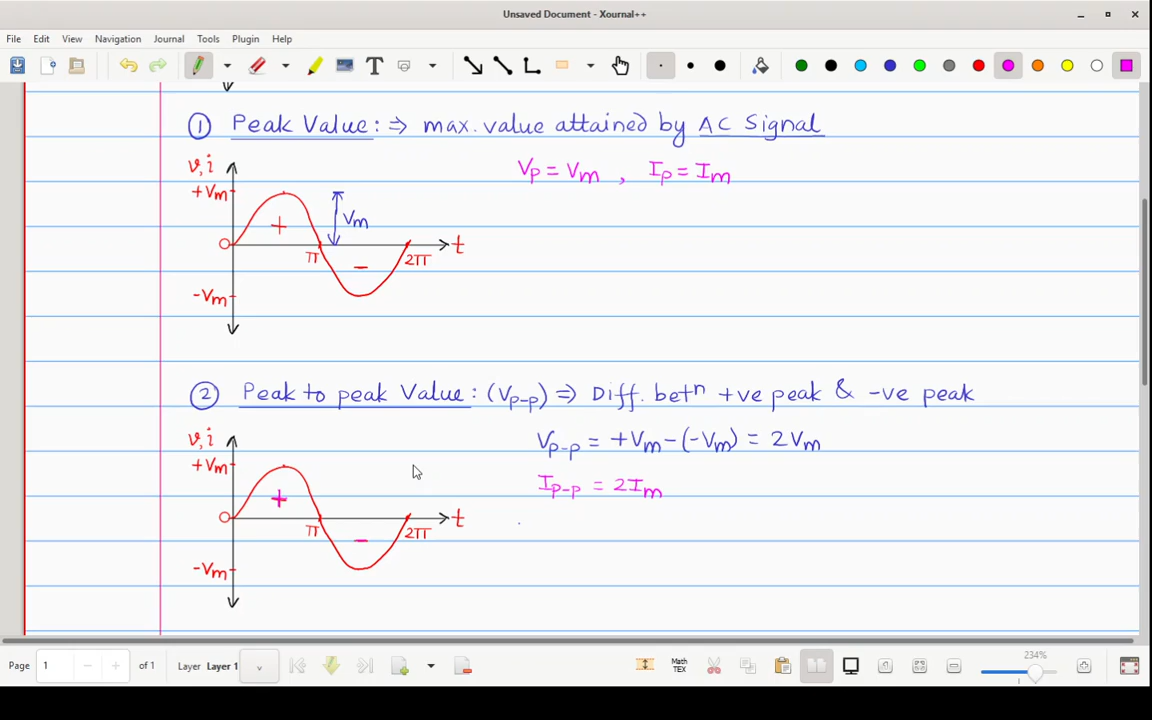 Unsaved Document - Xournal++
File Edit View Navigation Journal Tools Plugin Help
① Peak Value : ⇒ max. value attained by AC Signal
v, i
Vp = Vm , Ip = Im
+Vm
+
Vm
O
t
π
−
2π
-Vm
② Peak to peak Value : (Vp-p) ⇒ Diff. betⁿ +ve peak & -ve peak
v, i
Vp-p = +Vm - (-Vm) = 2Vm
+Vm
Ip-p = 2Im
+
O
t
π
2π
−
-Vm
Page 1 of 1 Layer Layer 1 Math TEX 234%